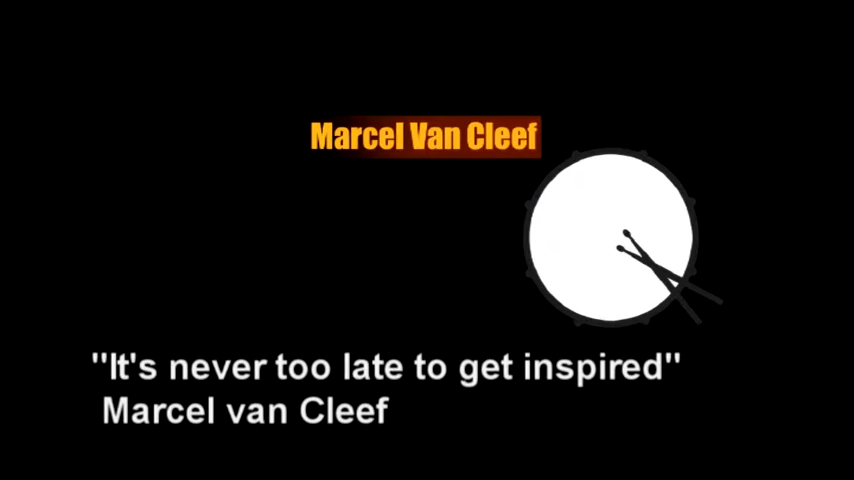 Marcel Van Cleef
"It's never too late to get inspired"
Marcel van Cleef